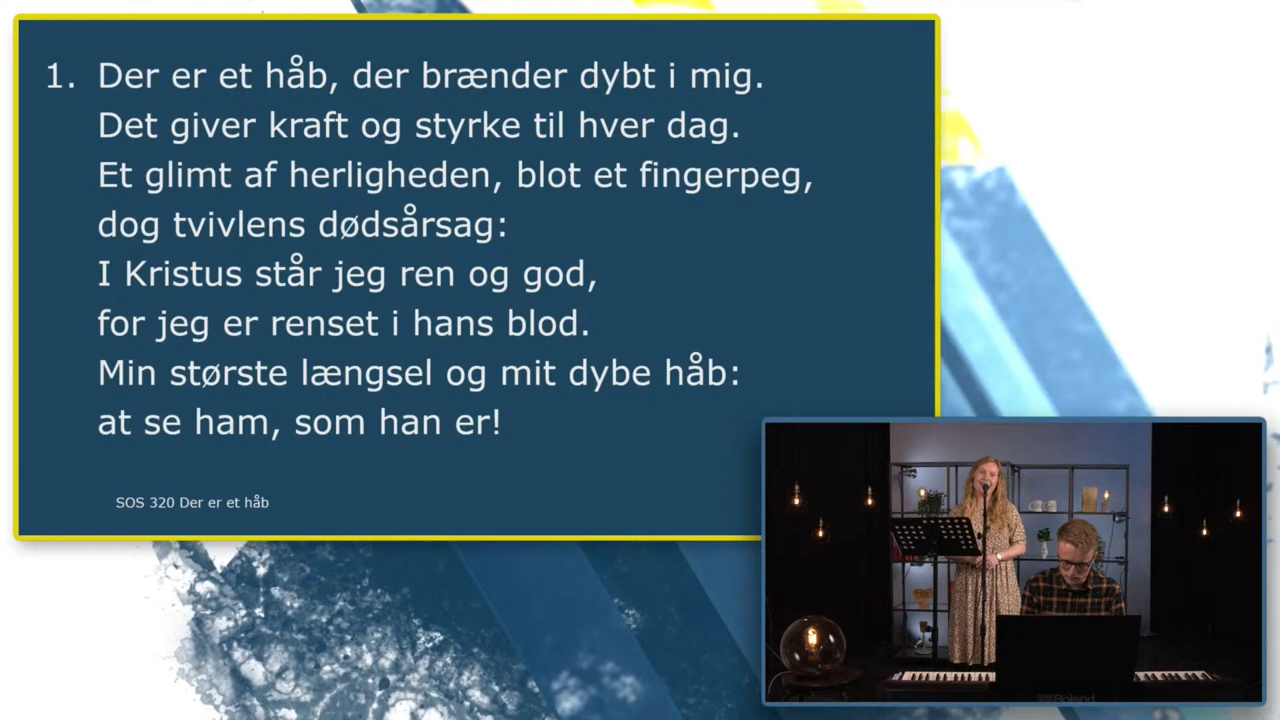 1. Der er et håb, der brænder dybt i mig.
Det giver kraft og styrke til hver dag.
Et glimt af herligheden, blot et fingerpeg,
dog tvivlens dødsårsag:
I Kristus står jeg ren og god,
for jeg er renset i hans blod.
Min største længsel og mit dybe håb:
at se ham, som han er!
SOS 320 Der er et håb
Roland